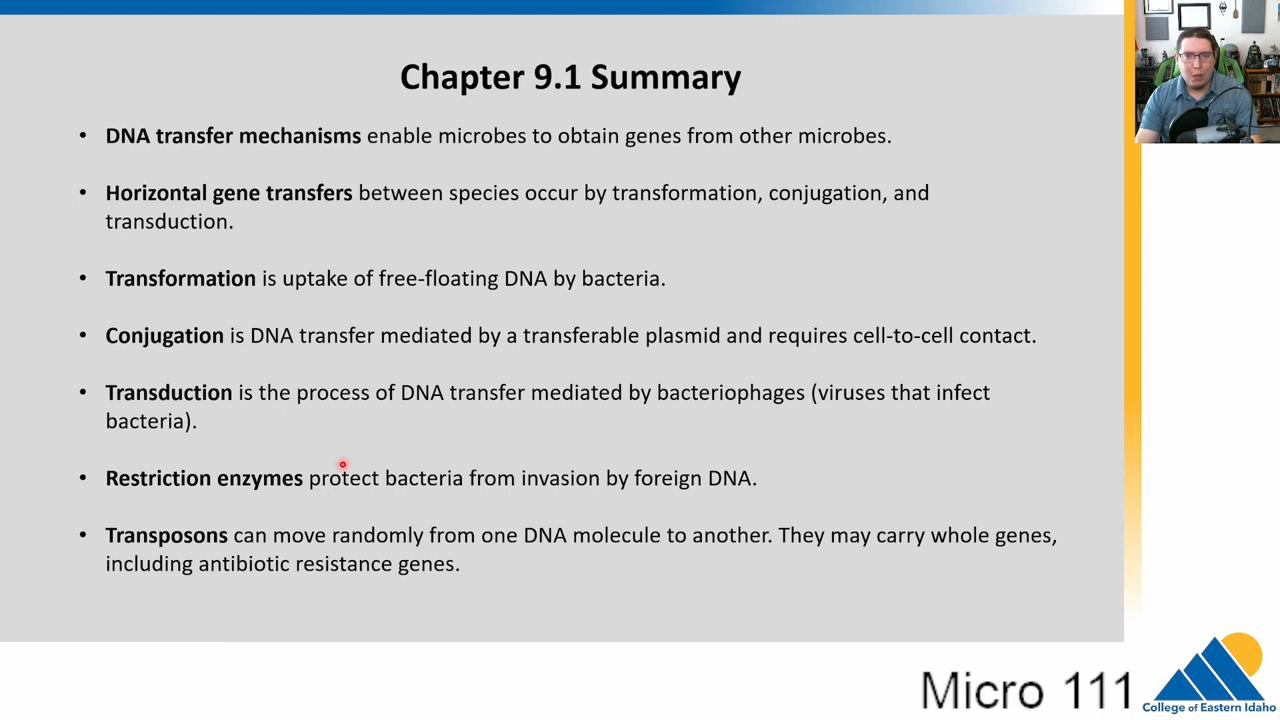 Chapter 9.1 Summary
• DNA transfer mechanisms enable microbes to obtain genes from other microbes.
• Horizontal gene transfers between species occur by transformation, conjugation, and
transduction.
• Transformation is uptake of free-floating DNA by bacteria.
• Conjugation is DNA transfer mediated by a transferable plasmid and requires cell-to-cell contact.
• Transduction is the process of DNA transfer mediated by bacteriophages (viruses that infect
bacteria).
• Restriction enzymes protect bacteria from invasion by foreign DNA.
• Transposons can move randomly from one DNA molecule to another. They may carry whole genes,
including antibiotic resistance genes.
Micro 111
College of Eastern Idaho